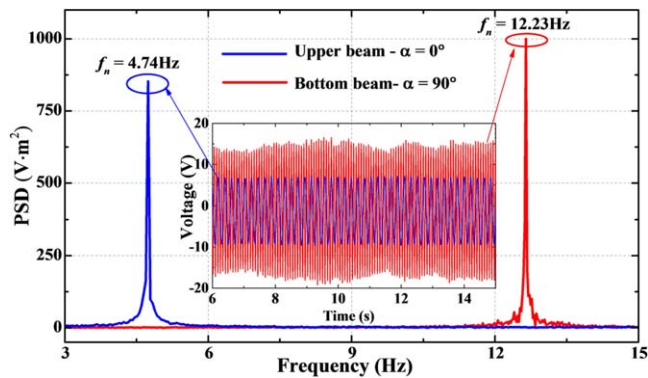 f_n = 12.23Hz
1000
f_n = 4.74Hz
Upper beam - α = 0°
Bottom beam- α = 90°
750
500
250
0
PSD (V·m²)
20
10
0
-10
-20
Voltage (V)
6 8 10 12 14
Time (s)
3 6 9 12 15
Frequency (Hz)